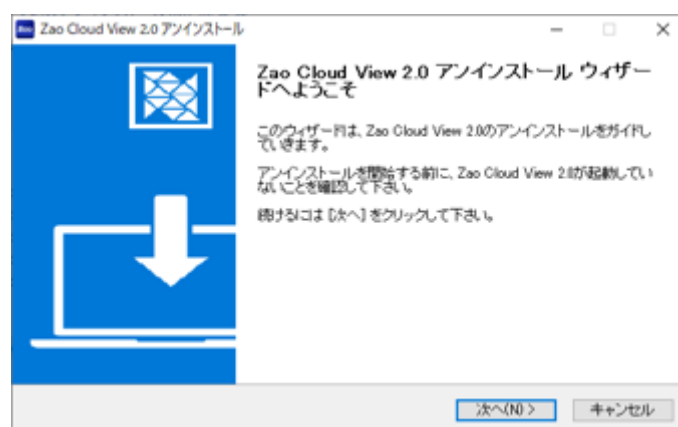 Zao Cloud View 2.0 アンインストール
Zao Cloud View 2.0 アンインストール ウィザー
ドへようこそ
このウィザードは、Zao Cloud View 2.0のアンインストールをガイドし
ていきます。
アンインストールを開始する前に、Zao Cloud View 2.0が起動してい
ないことを確認して下さい。
続けるには [次へ] をクリックして下さい。
次へ(N) >
キャンセル